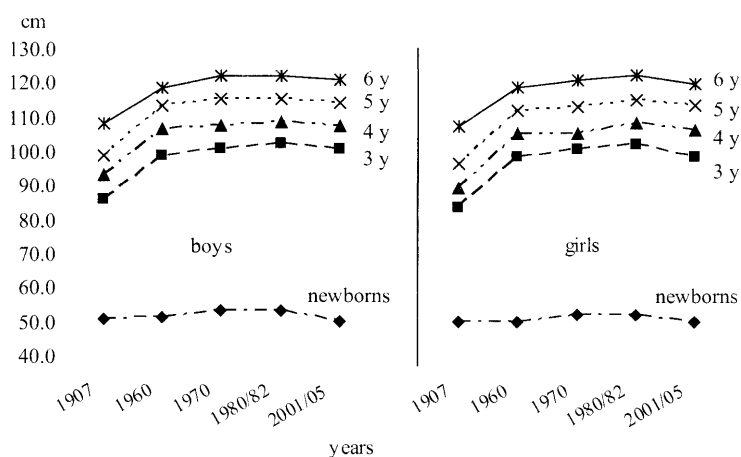 cm
130.0
120.0
110.0
100.0
90.0
80.0
70.0
60.0
50.0
40.0
6 y
5 y
4 y
3 y
boys
newborns
1907
1960
1970
1980/82
2001/05
6 y
5 y
4 y
3 y
girls
newborns
1907
1960
1970
1980/82
2001/05
years